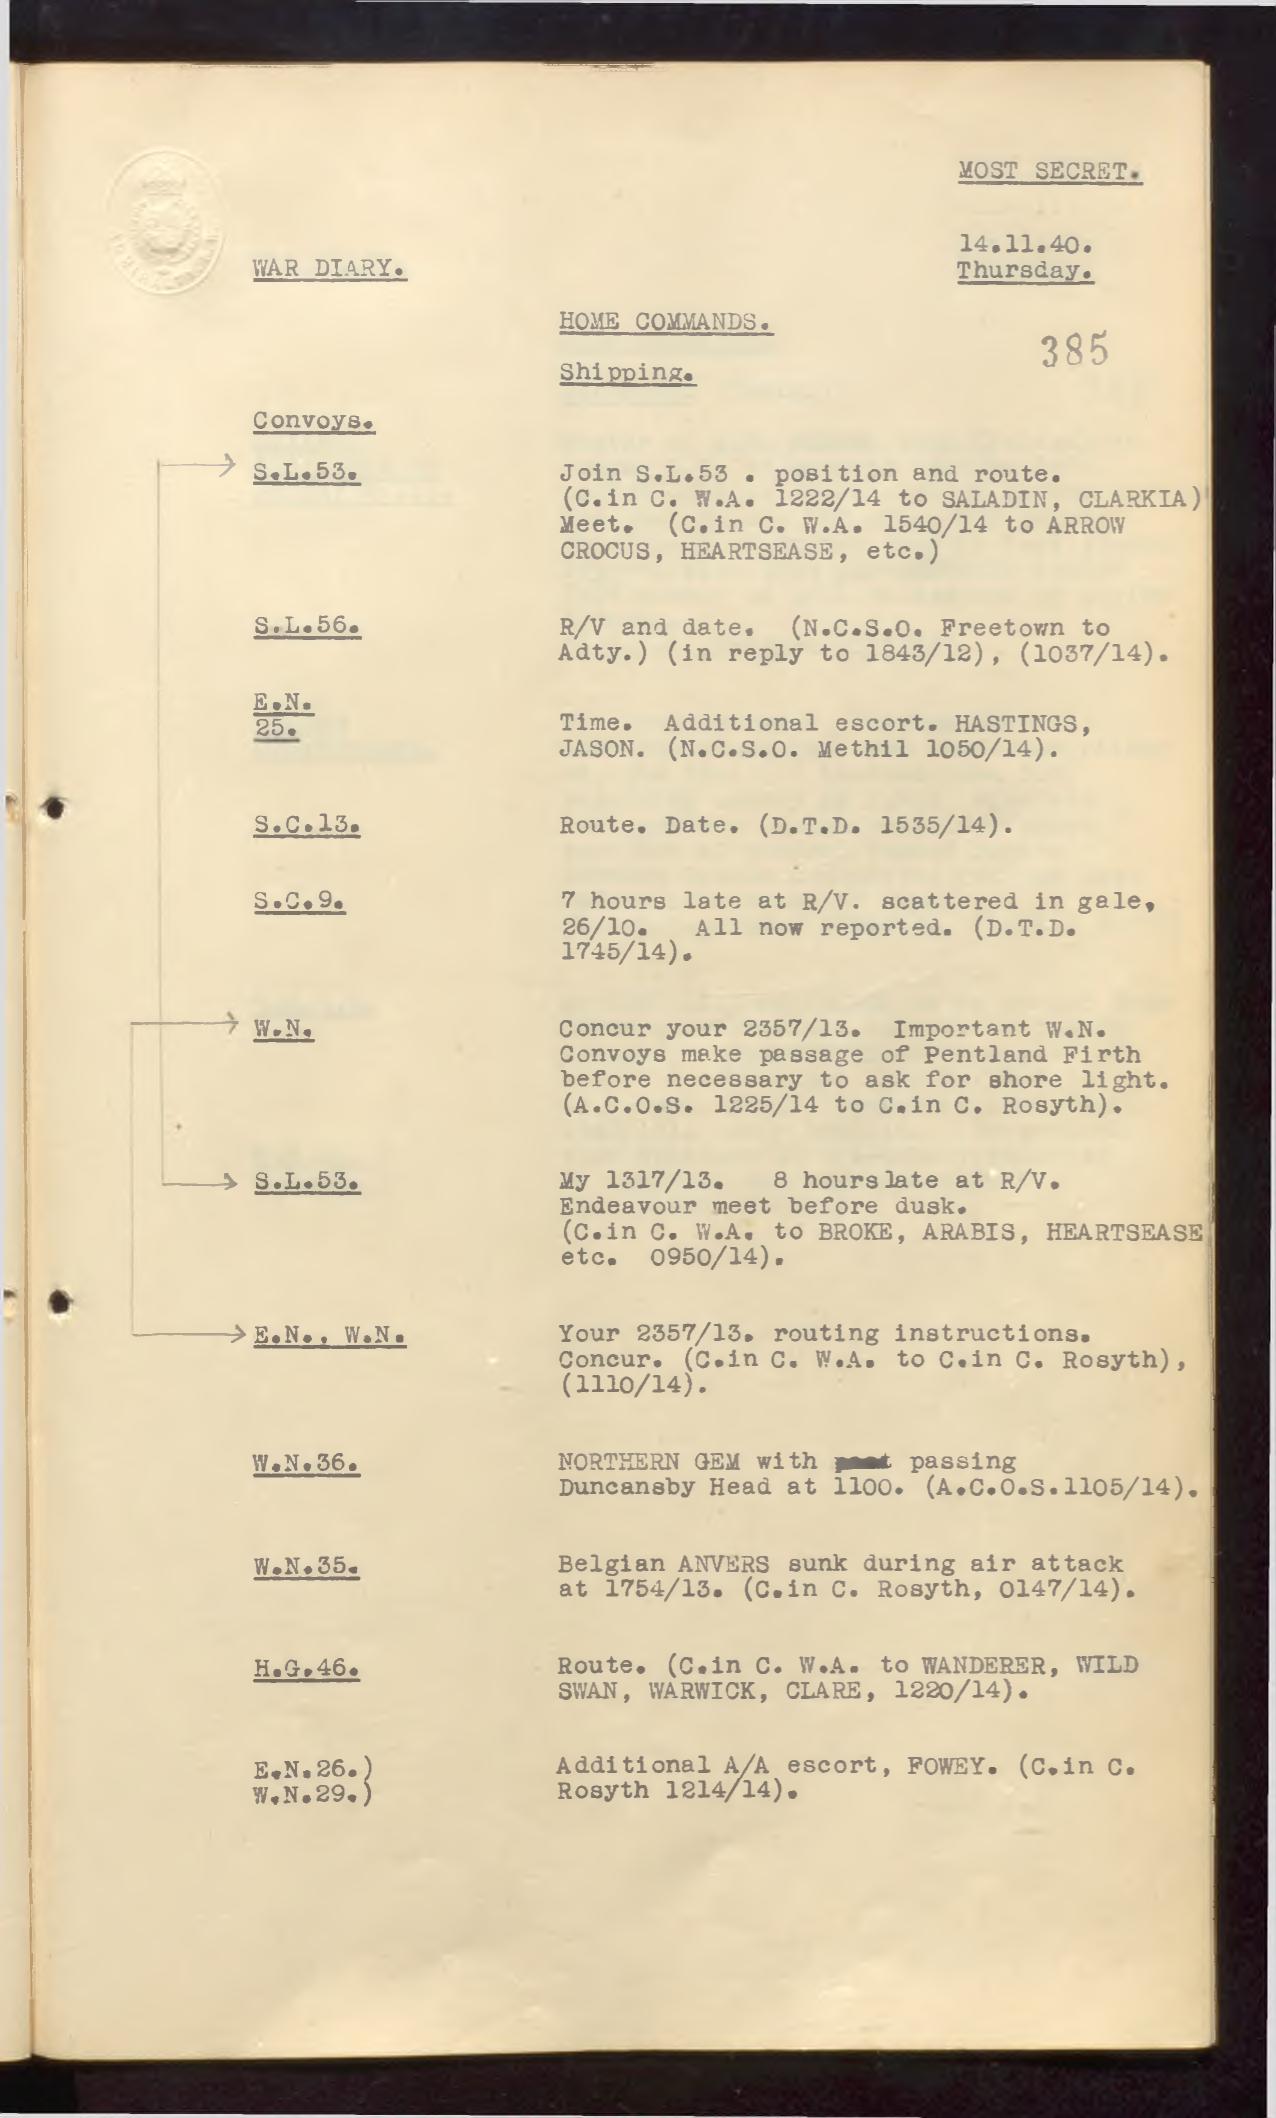 MOST SECRET.
14.11.40.
Thursday.
WAR DIARY.
HOME COMMANDS.
385
Shipping.
Convoys.
S.L.53. Join S.L.53 . position and route.
(C.in C. W.A. 1222/14 to SALADIN, CLARKIA)
Meet. (C.in C. W.A. 1540/14 to ARROW
CROCUS, HEARTSEASE, etc.)
S.L.56. R/V and date. (N.C.S.O. Freetown to
Adty.) (in reply to 1843/12), (1037/14).
E.N.
25. Time. Additional escort. HASTINGS,
JASON. (N.C.S.O. Methil 1050/14).
S.C.13. Route. Date. (D.T.D. 1535/14).
S.C.9. 7 hours late at R/V. scattered in gale,
26/10. All now reported. (D.T.D.
1745/14).
W.N. Concur your 2357/13. Important W.N.
Convoys make passage of Pentland Firth
before necessary to ask for shore light.
(A.C.O.S. 1225/14 to C.in C. Rosyth).
S.L.53. My 1317/13. 8 hours late at R/V.
Endeavour meet before dusk.
(C.in C. W.A. to BROKE, ARABIS, HEARTSEASE
etc. 0950/14).
E.N., W.N. Your 2357/13. routing instructions.
Concur. (C.in C. W.A. to C.in C. Rosyth),
(1110/14).
W.N.36. NORTHERN GEM with passing
Duncansby Head at 1100. (A.C.O.S.1105/14).
W.N.35. Belgian ANVERS sunk during air attack
at 1754/13. (C.in C. Rosyth, 0147/14).
H.G.46. Route. (C.in C. W.A. to WANDERER, WILD
SWAN, WARWICK, CLARE, 1220/14).
E.N.26.) Additional A/A escort, FOWEY. (C.in C.
W.N.29.) Rosyth 1214/14).